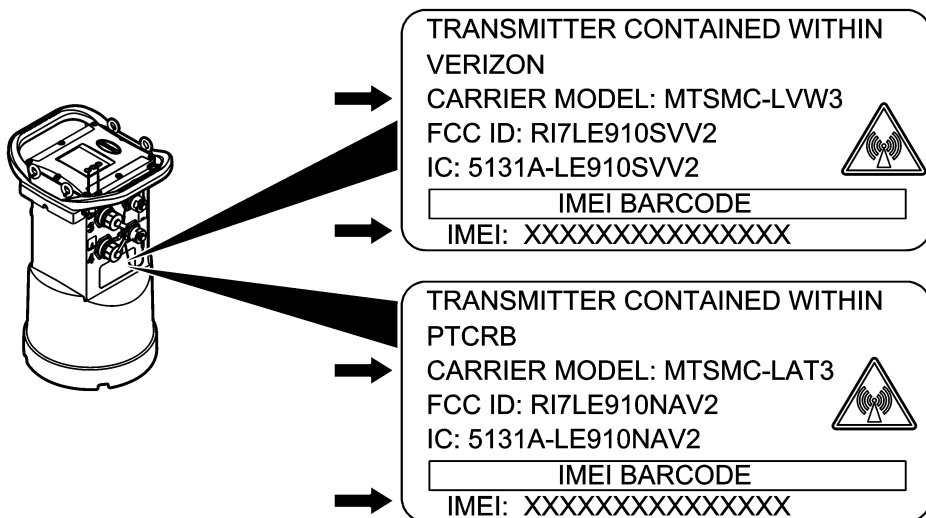 TRANSMITTER CONTAINED WITHIN
VERIZON
CARRIER MODEL: MTSMC-LVW3
FCC ID: RI7LE910SVV2
IC: 5131A-LE910SVV2
IMEI BARCODE
IMEI: XXXXXXXXXXXXXXX
TRANSMITTER CONTAINED WITHIN
PTCRB
CARRIER MODEL: MTSMC-LAT3
FCC ID: RI7LE910NAV2
IC: 5131A-LE910NAV2
IMEI BARCODE
IMEI: XXXXXXXXXXXXXXX